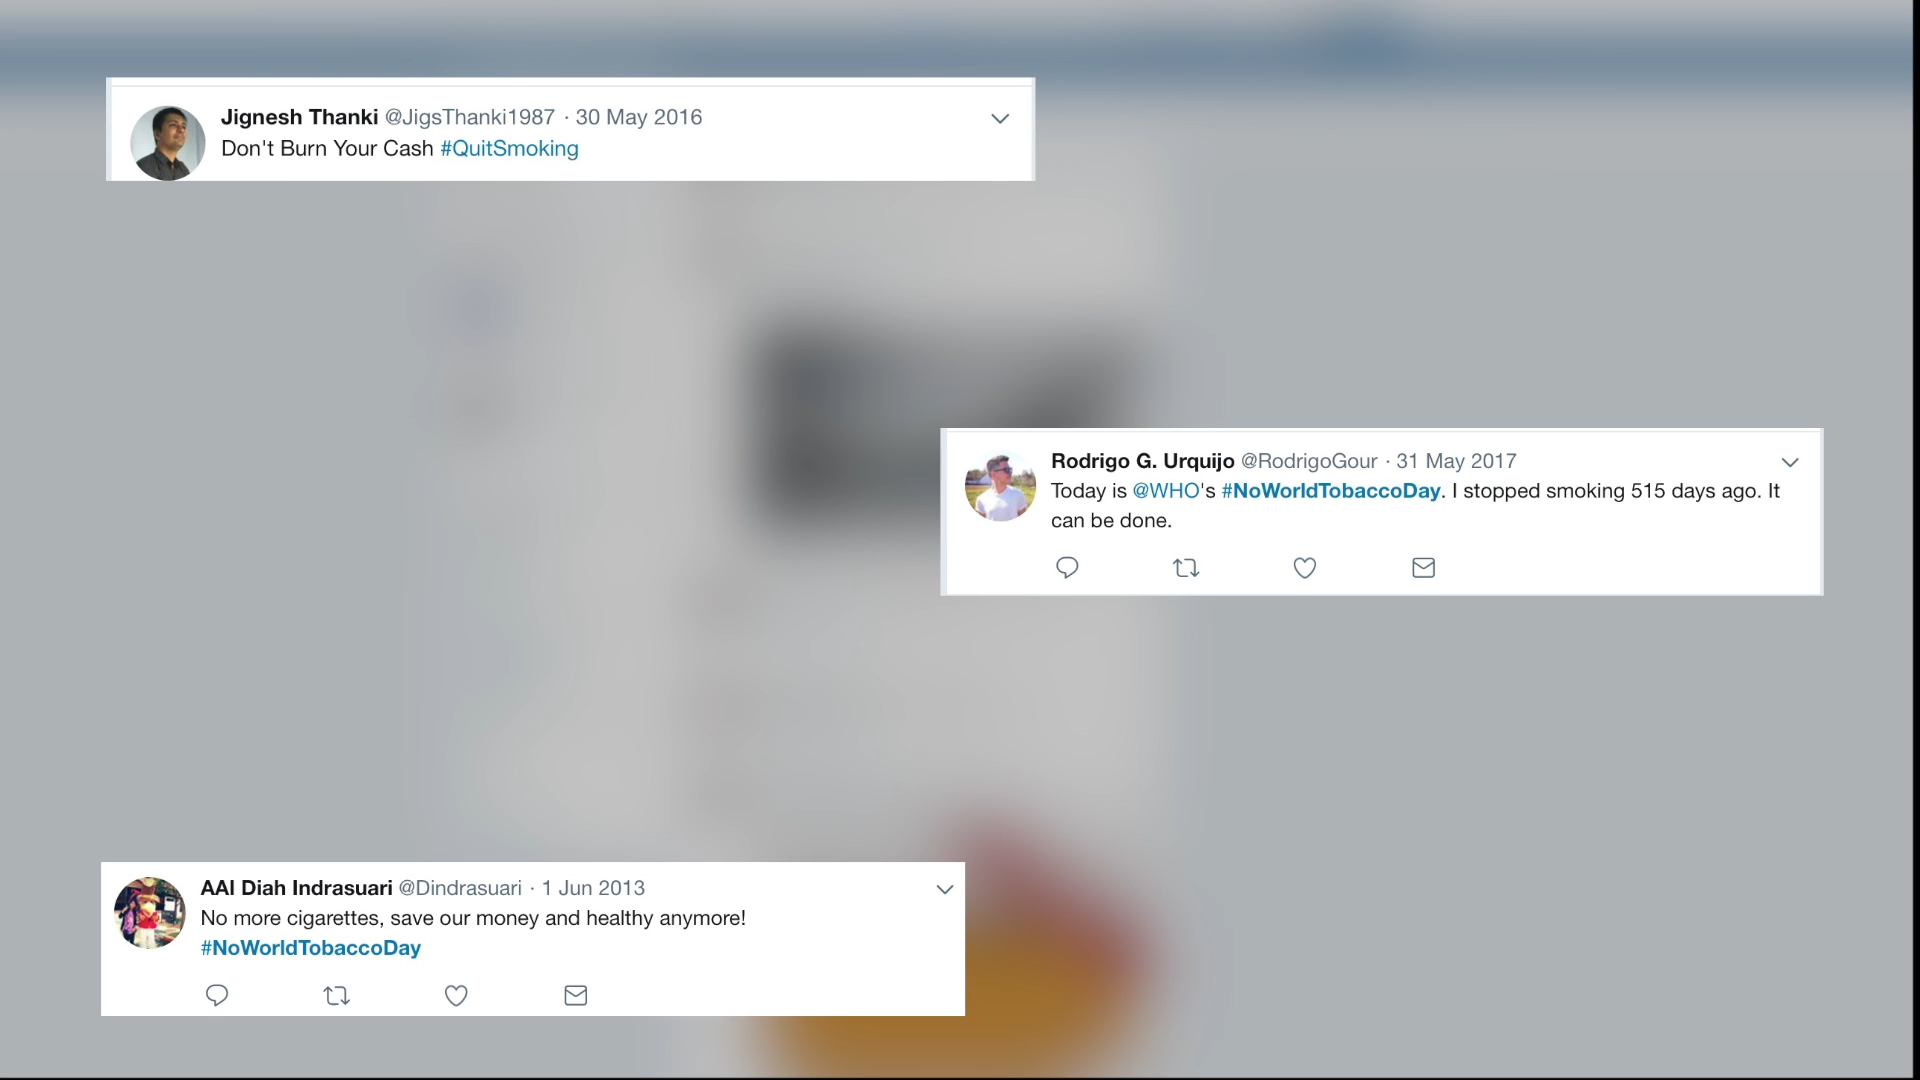 Jignesh Thanki @JigsThanki1987 · 30 May 2016
Don't Burn Your Cash #QuitSmoking
Rodrigo G. Urquijo @RodrigoGour · 31 May 2017
Today is @WHO's #NoWorldTobaccoDay. I stopped smoking 515 days ago. It
can be done.
AAI Diah Indrasuari @Dindrasuari · 1 Jun 2013
No more cigarettes, save our money and healthy anymore!
#NoWorldTobaccoDay